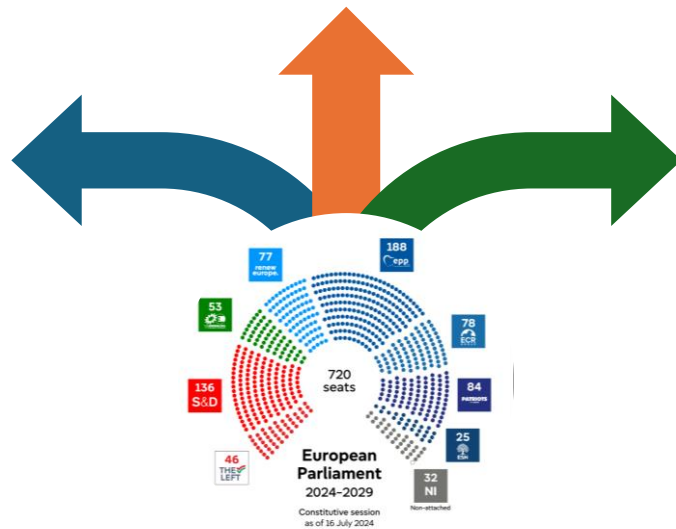 188
epp
77
renew
europe.
53
78
ECR
720
seats
136
S&D
84
PATRIOTS
46
THE
LEFT
25
ESN
32
NI
Non-attached
European
Parliament
2024-2029
Constitutive session
as of 16 July 2024